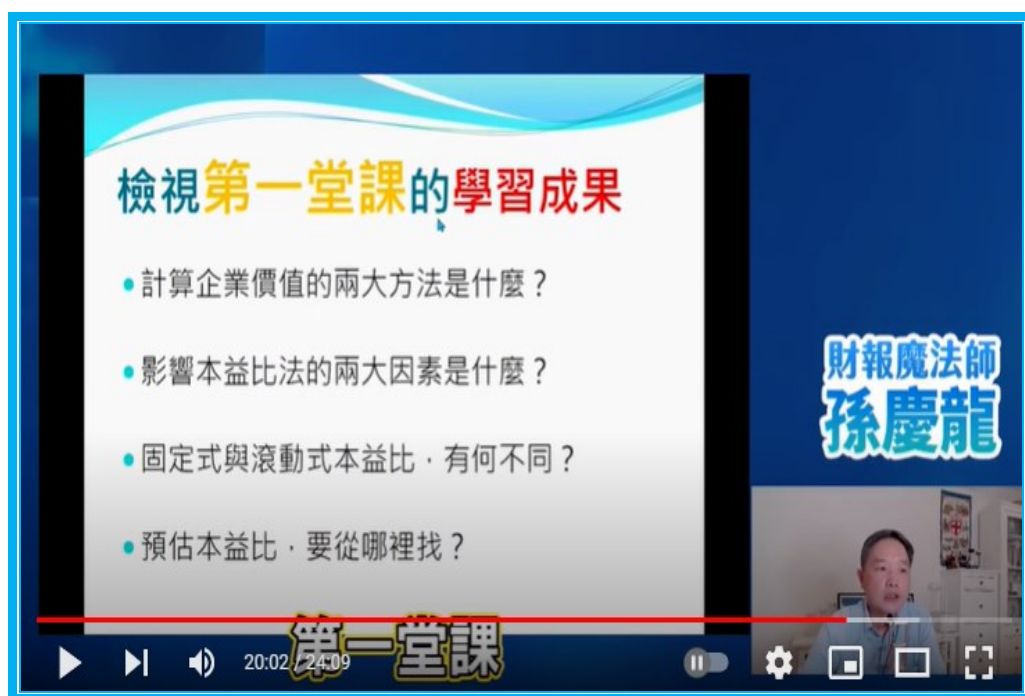 檢視第一堂課的學習成果
•計算企業價值的兩大方法是什麼？
•影響本益比法的兩大因素是什麼？
•固定式與滾動式本益比，有何不同？
•預估本益比，要從哪裡找？
財報魔法師
孫慶龍
第一堂課
20:02 / 24:09